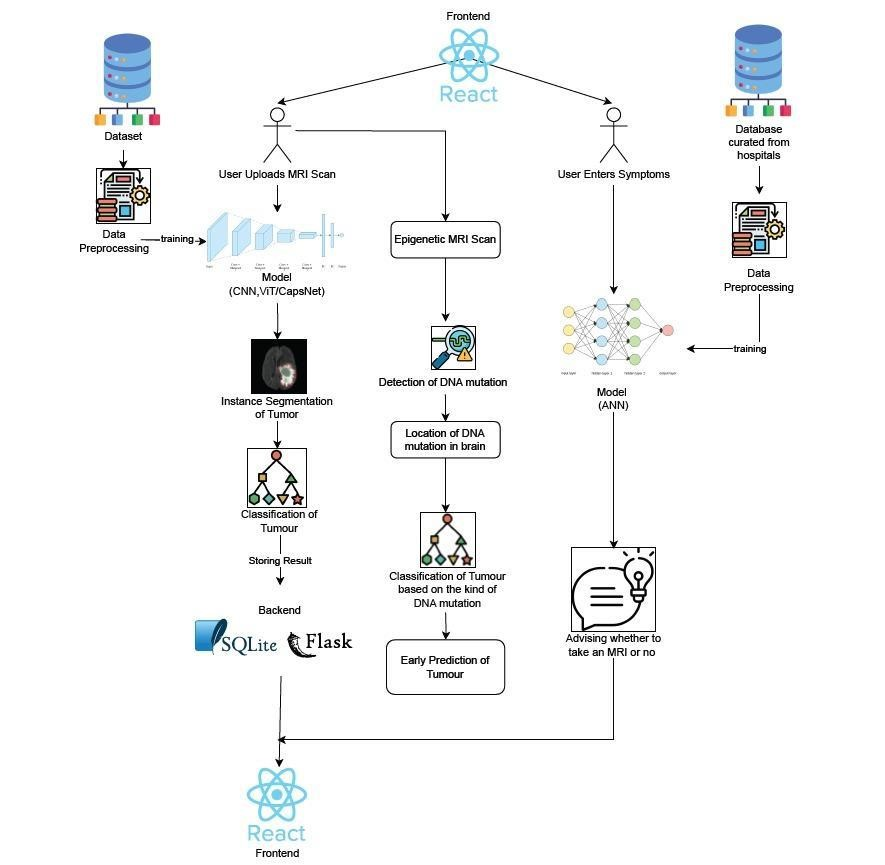 Frontend
React
Dataset
Database
curated from
hospitals
User Uploads MRI Scan
User Enters Symptoms
Data
Preprocessing
training
Epigenetic MRI Scan
Data
Preprocessing
Model
(CNN,ViT/CapsNet)
training
Detection of DNA mutation
Instance Segmentation
of Tumor
Model
(ANN)
Location of DNA
mutation in brain
Classification of
Tumour
Storing Result
Classification of Tumour
based on the kind of
DNA mutation
Backend
SQLite
Flask
Advising whether to
take an MRI or no
Early Prediction of
Tumour
React
Frontend